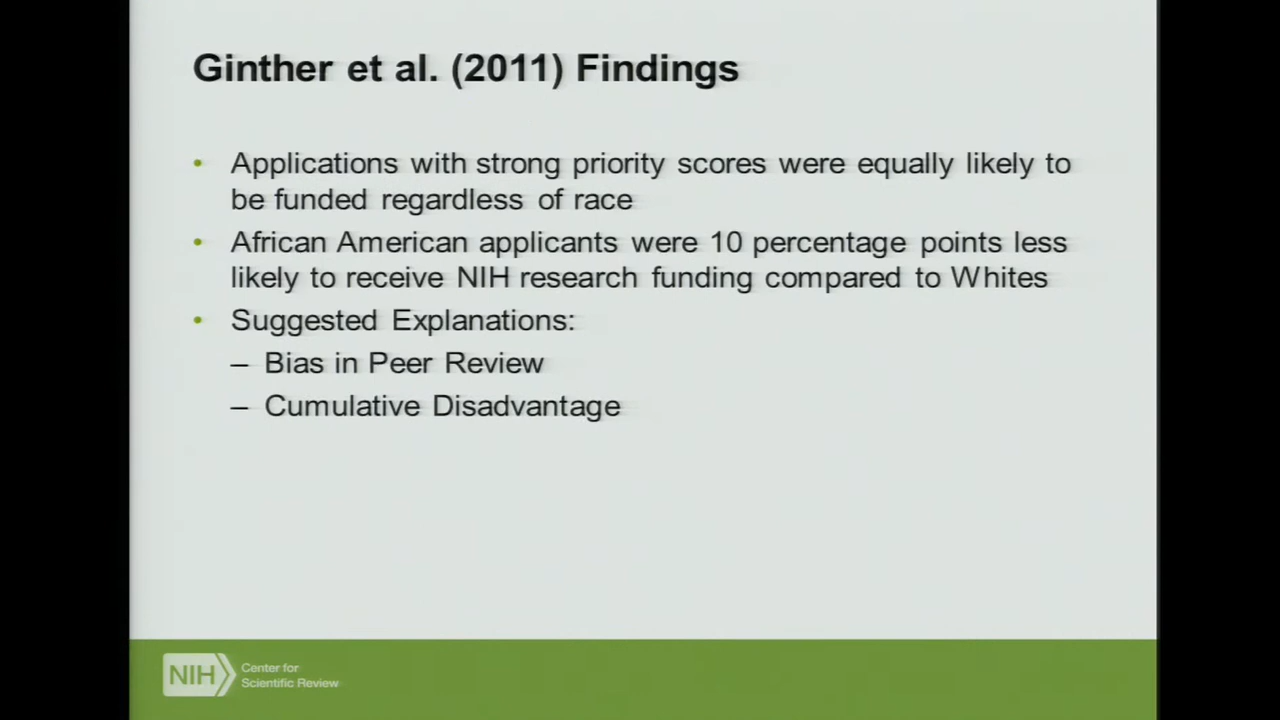 Ginther et al. (2011) Findings
• Applications with strong priority scores were equally likely to
be funded regardless of race
• African American applicants were 10 percentage points less
likely to receive NIH research funding compared to Whites
• Suggested Explanations:
– Bias in Peer Review
– Cumulative Disadvantage
NIH
Center for
Scientific Review